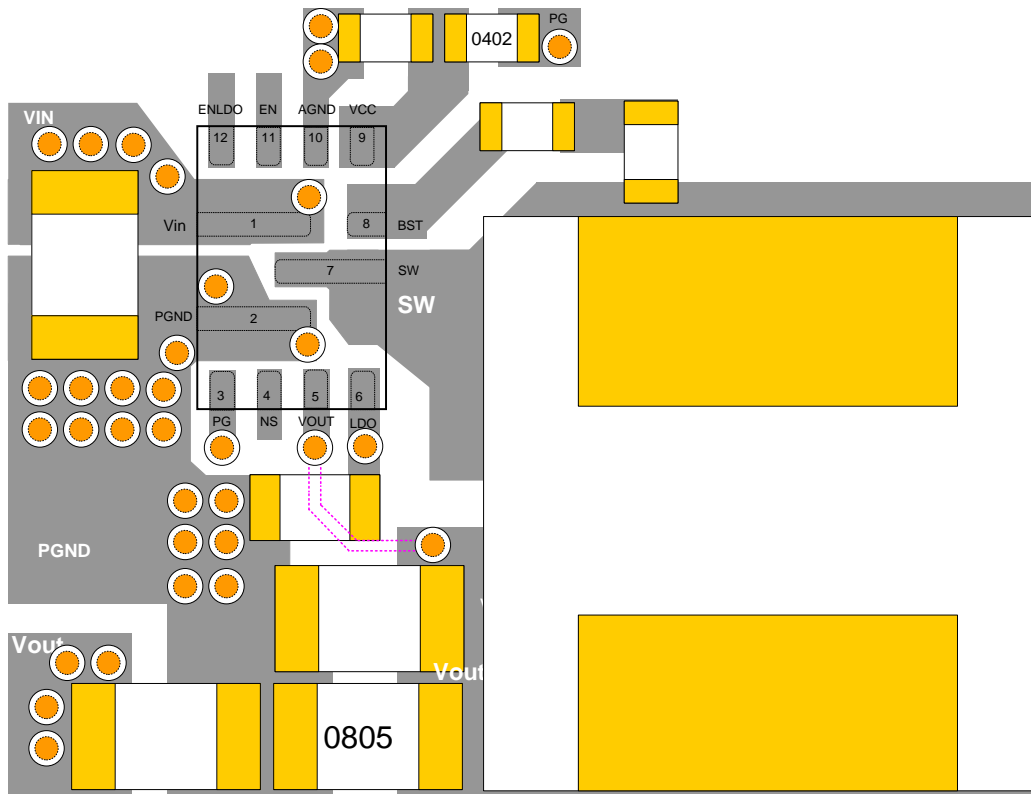 PG
0402
ENLDO EN AGND VCC
VIN
12 11 10 9
Vin 1 8 BST
7 SW
SW
PGND 2
3 4 5 6
PG NS VOUT LDO
PGND
Vout
Vout
0805